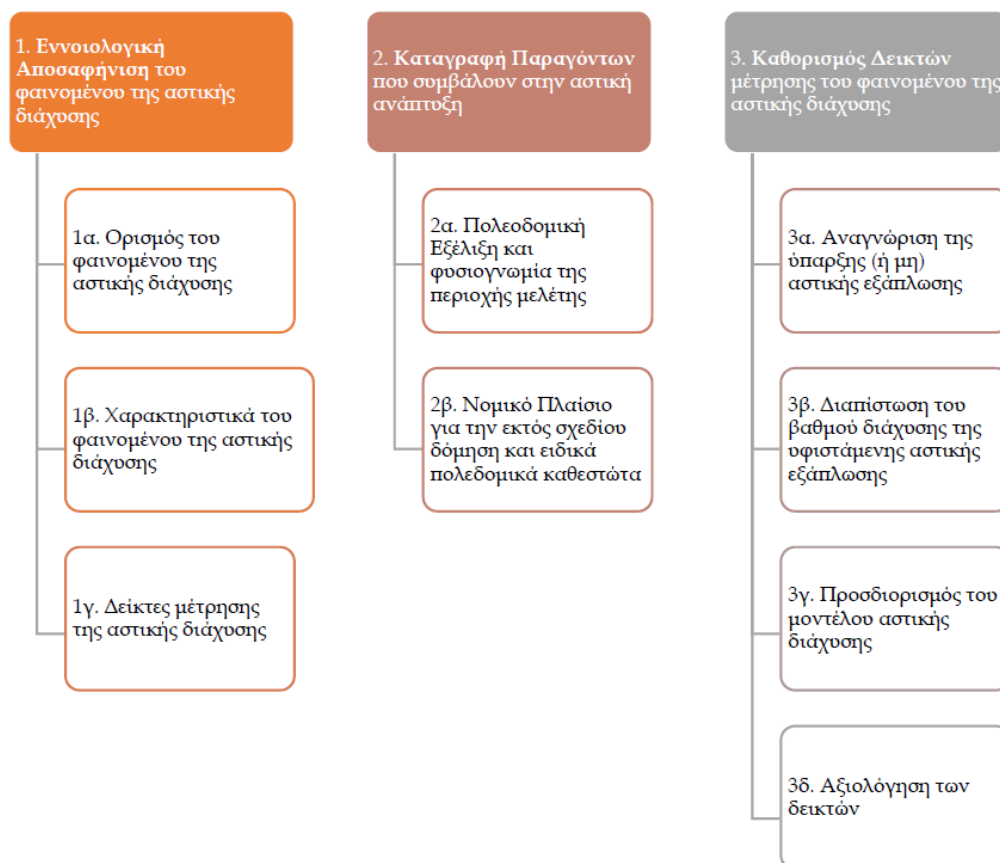 1. Εννοιολογική
Αποσαφήνιση του
φαινομένου της αστικής
διάχυσης
1α. Ορισμός του
φαινομένου της
αστικής διάχυσης
1β. Χαρακτηριστικά του
φαινομένου της αστικής
διάχυσης
1γ. Δείκτες μέτρησης
της αστικής διάχυσης
2. Καταγραφή Παραγόντων
που συμβάλουν στην αστική
ανάπτυξη
2α. Πολεοδομική
Εξέλιξη και
φυσιογνωμία της
περιοχής μελέτης
2β. Νομικό Πλαίσιο
για την εκτός σχεδίου
δόμηση και ειδικά
πολεδομικά καθεστώτα
3. Καθορισμός Δεικτών
μέτρησης του φαινομένου της
αστικής διάχυσης
3α. Αναγνώριση της
ύπαρξης (ή μη)
αστικής εξάπλωσης
3β. Διαπίστωση του
βαθμού διάχυσης της
υφιστάμενης αστικής
εξάπλωσης
3γ. Προσδιορισμός του
μοντέλου αστικής
διάχυσης
3δ. Αξιολόγηση των
δεικτών